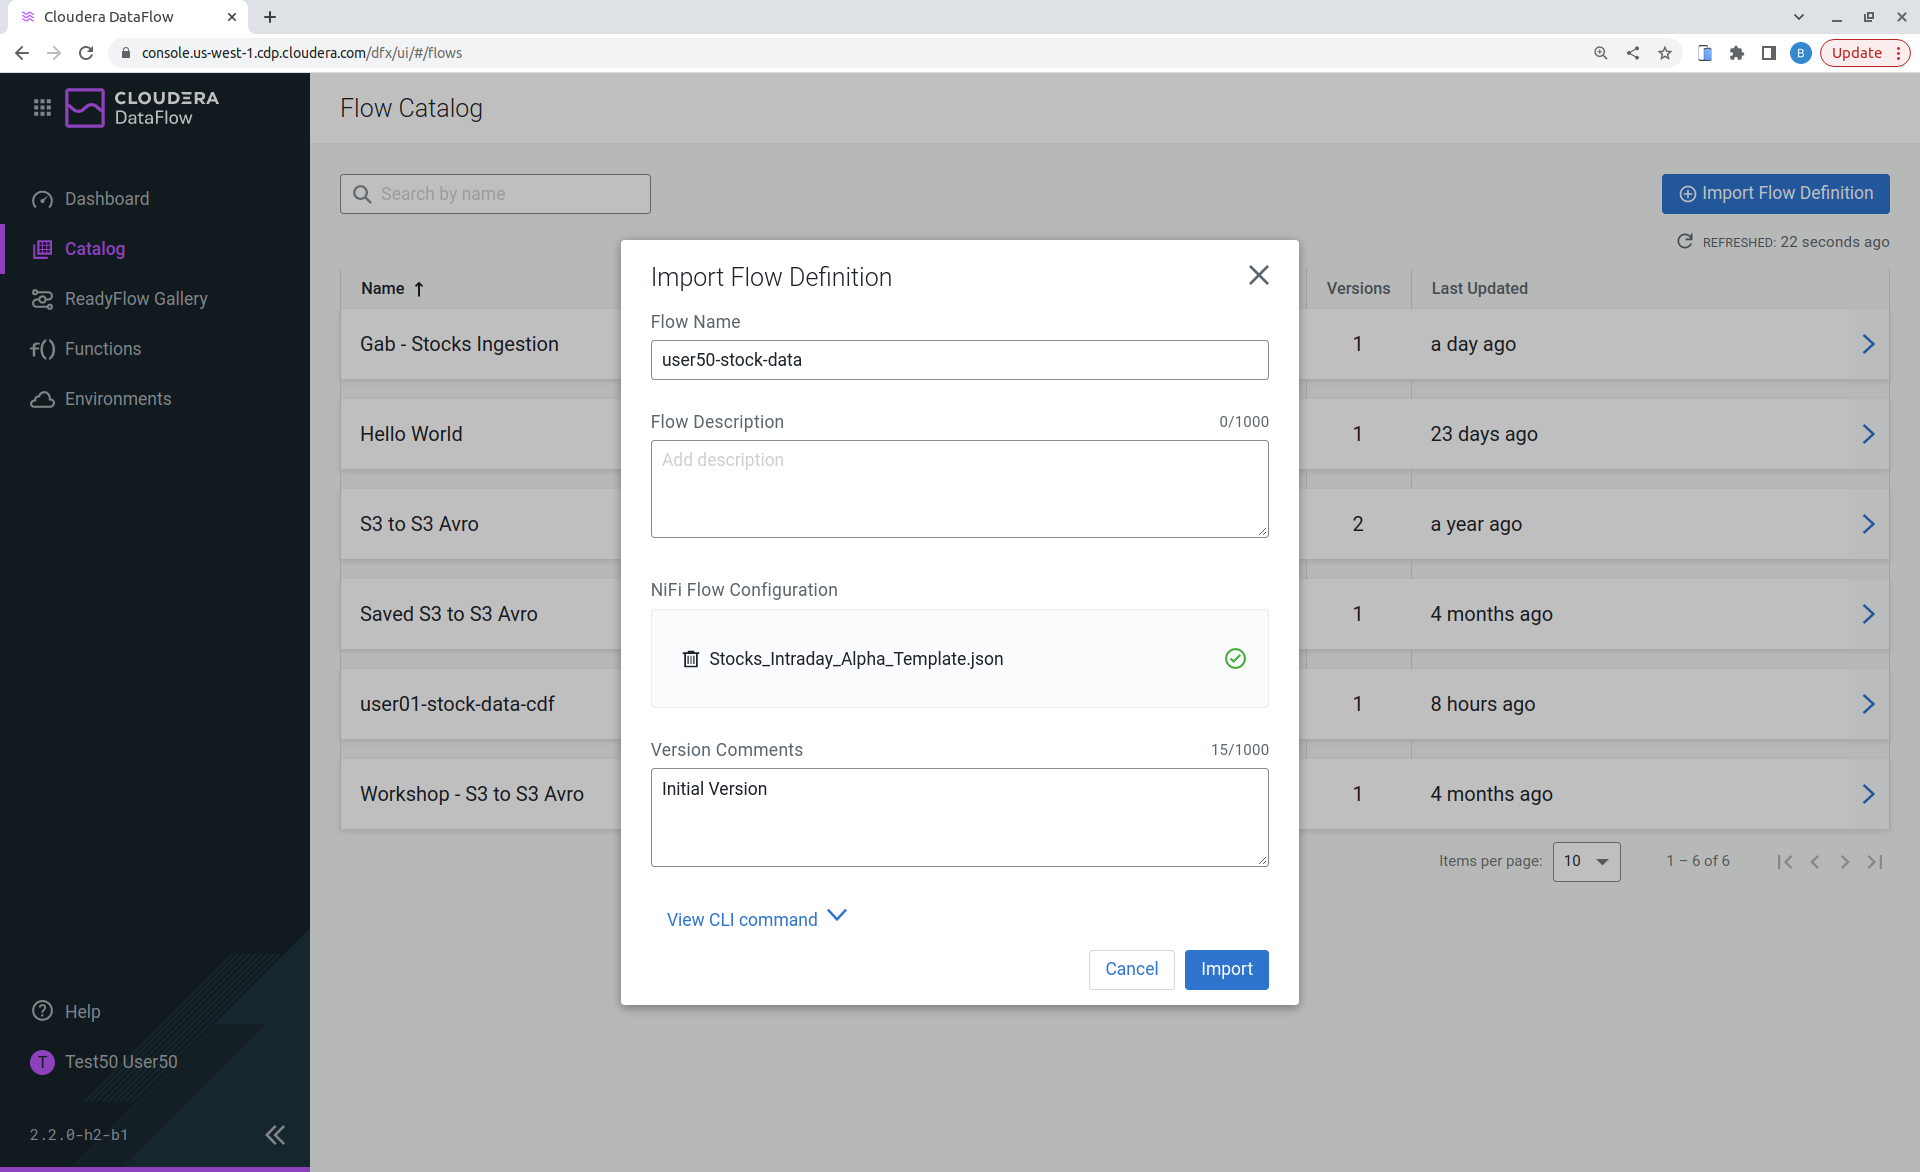 Cloudera DataFlow
console.us-west-1.cdp.cloudera.com/dfx/ui/#/flows
B
Update
CLOUDERA
DataFlow
Dashboard
Catalog
ReadyFlow Gallery
f() Functions
Environments
Help
T Test50 User50
2.2.0-h2-b1
Flow Catalog
Search by name
Import Flow Definition
REFRESHED: 22 seconds ago
Name Versions Last Updated
Gab - Stocks Ingestion 1 a day ago
Hello World 1 23 days ago
S3 to S3 Avro 2 a year ago
Saved S3 to S3 Avro 1 4 months ago
user01-stock-data-cdf 1 8 hours ago
Workshop - S3 to S3 Avro 1 4 months ago
Items per page: 10 1 – 6 of 6
Import Flow Definition
Flow Name
user50-stock-data
Flow Description 0/1000
Add description
NiFi Flow Configuration
Stocks_Intraday_Alpha_Template.json
Version Comments 15/1000
Initial Version
View CLI command
Cancel Import